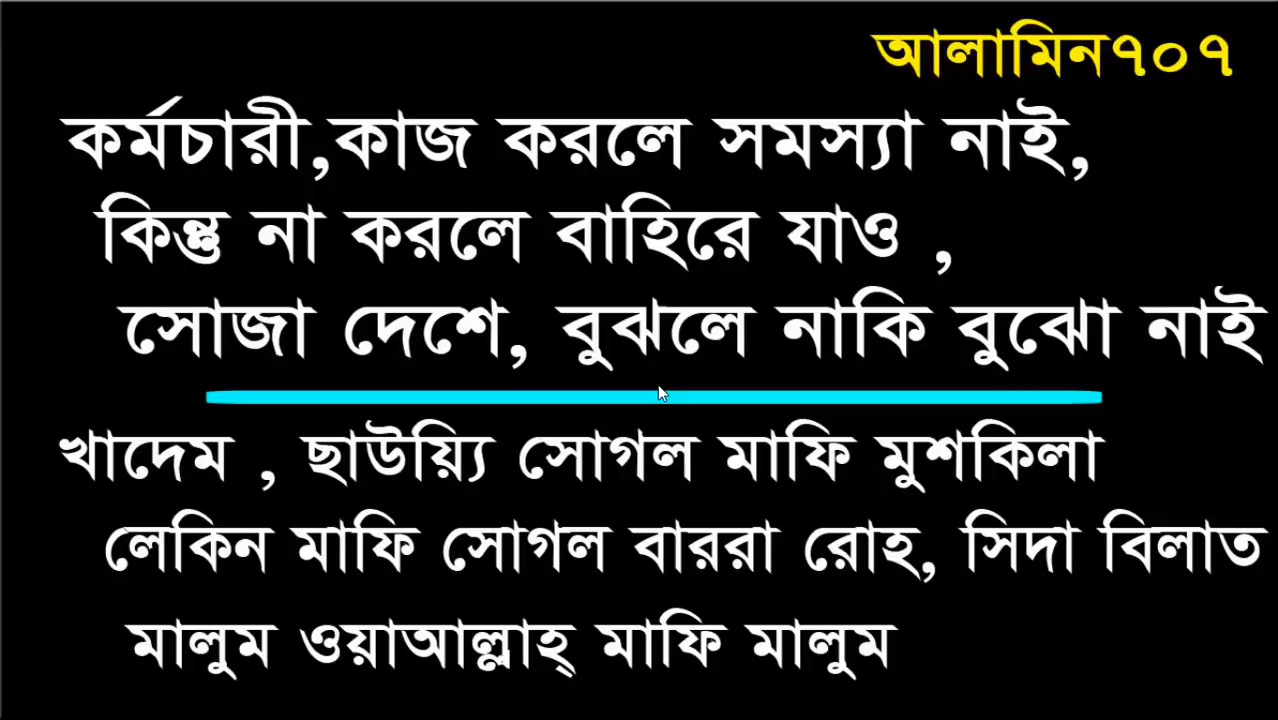 আলামিন৭০৭
কর্মচারী,কাজ করলে সমস্যা নাই,
কিন্তু না করলে বাহিরে যাও ,
সোজা দেশে, বুঝলে নাকি বুঝো নাই
খাদেম , ছাউয়্যি সোগল মাফি মুশকিলা
লেকিন মাফি সোগল বাররা রোহ, সিদা বিলাত
মালুম ওয়াআল্লাহ্ মাফি মালুম